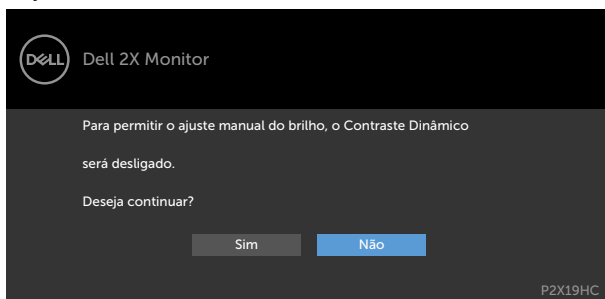 DELL Dell 2X Monitor
Para permitir o ajuste manual do brilho, o Contraste Dinâmico
será desligado.
Deseja continuar?
Sim Não
P2X19HC